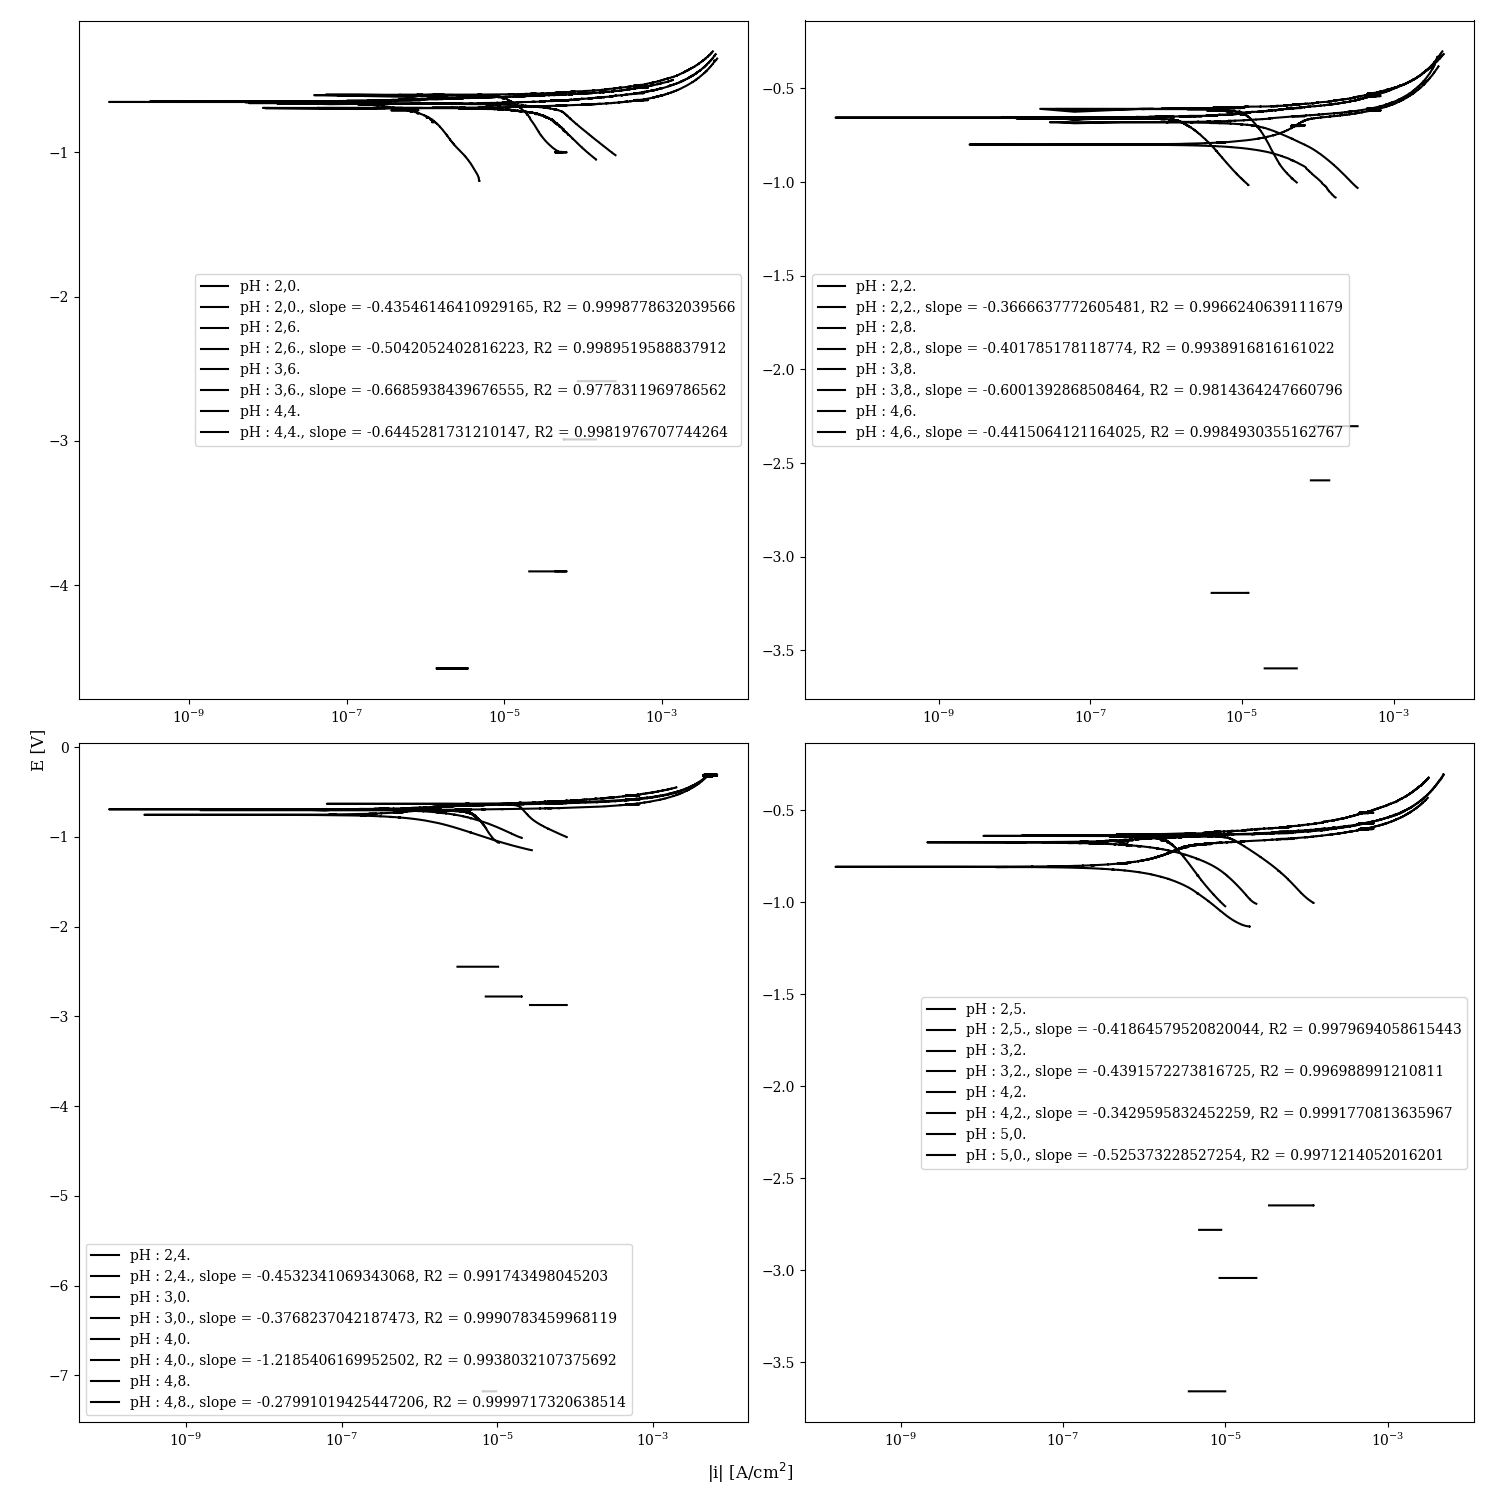 −1
−2
−3
−4
pH : 2,0.
pH : 2,0., slope = -0.43546146410929165, R2 = 0.9998778632039566
pH : 2,6.
pH : 2,6., slope = -0.5042052402816223, R2 = 0.9989519588837912
pH : 3,6.
pH : 3,6., slope = -0.6685938439676555, R2 = 0.9778311969786562
pH : 4,4.
pH : 4,4., slope = -0.6445281731210147, R2 = 0.9981976707744264
10⁻⁹ 10⁻⁷ 10⁻⁵ 10⁻³
−0.5
−1.0
−1.5
−2.0
−2.5
−3.0
−3.5
pH : 2,2.
pH : 2,2., slope = -0.3666637772605481, R2 = 0.9966240639111679
pH : 2,8.
pH : 2,8., slope = -0.401785178118774, R2 = 0.9938916816161022
pH : 3,8.
pH : 3,8., slope = -0.6001392868508464, R2 = 0.9814364247660796
pH : 4,6.
pH : 4,6., slope = -0.4415064121164025, R2 = 0.9984930355162767
10⁻⁹ 10⁻⁷ 10⁻⁵ 10⁻³
E [V]
0
−1
−2
−3
−4
−5
−6
−7
pH : 2,4.
pH : 2,4., slope = -0.4532341069343068, R2 = 0.991743498045203
pH : 3,0.
pH : 3,0., slope = -0.3768237042187473, R2 = 0.9990783459968119
pH : 4,0.
pH : 4,0., slope = -1.2185406169952502, R2 = 0.9938032107375692
pH : 4,8.
pH : 4,8., slope = -0.27991019425447206, R2 = 0.9999717320638514
10⁻⁹ 10⁻⁷ 10⁻⁵ 10⁻³
−0.5
−1.0
−1.5
−2.0
−2.5
−3.0
−3.5
pH : 2,5.
pH : 2,5., slope = -0.41864579520820044, R2 = 0.9979694058615443
pH : 3,2.
pH : 3,2., slope = -0.4391572273816725, R2 = 0.996988991210811
pH : 4,2.
pH : 4,2., slope = -0.3429595832452259, R2 = 0.9991770813635967
pH : 5,0.
pH : 5,0., slope = -0.525373228527254, R2 = 0.9971214052016201
10⁻⁹ 10⁻⁷ 10⁻⁵ 10⁻³
|i| [A/cm²]